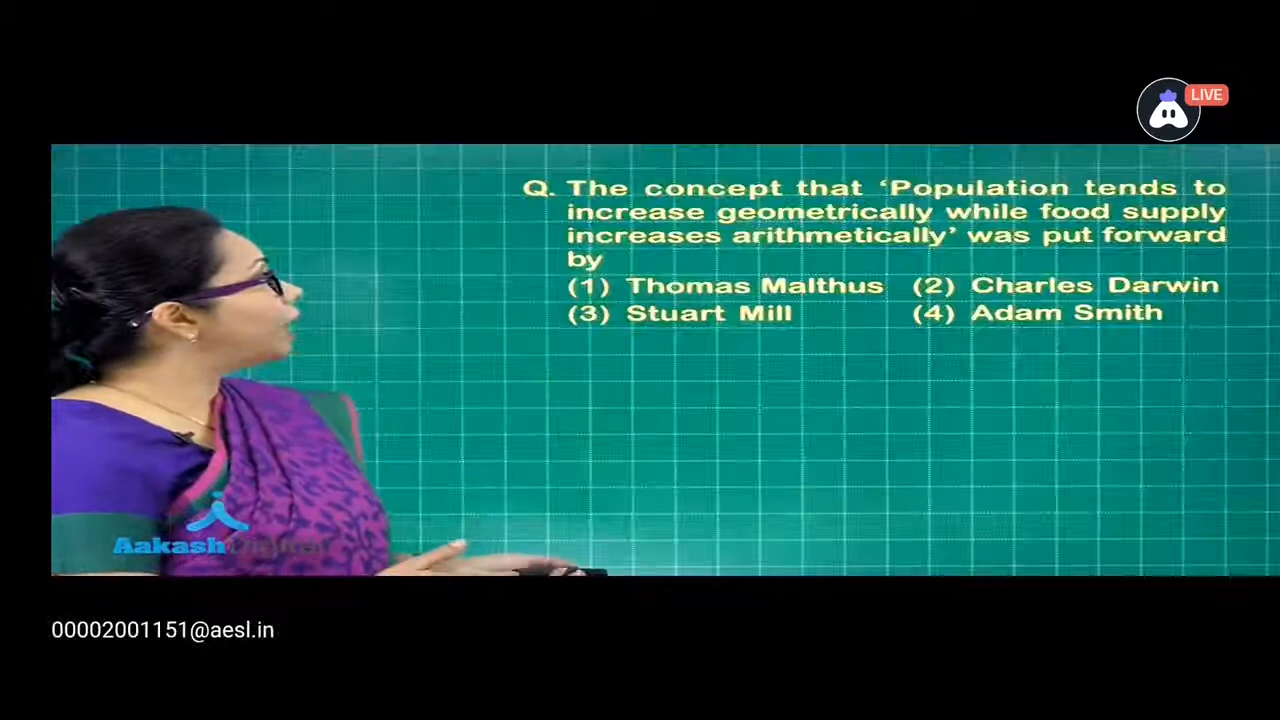 LIVE
Q. The concept that ‘Population tends to
increase geometrically while food supply
increases arithmetically’ was put forward
by
(1) Thomas Malthus (2) Charles Darwin
(3) Stuart Mill (4) Adam Smith
Aakash
00002001151@aesl.in